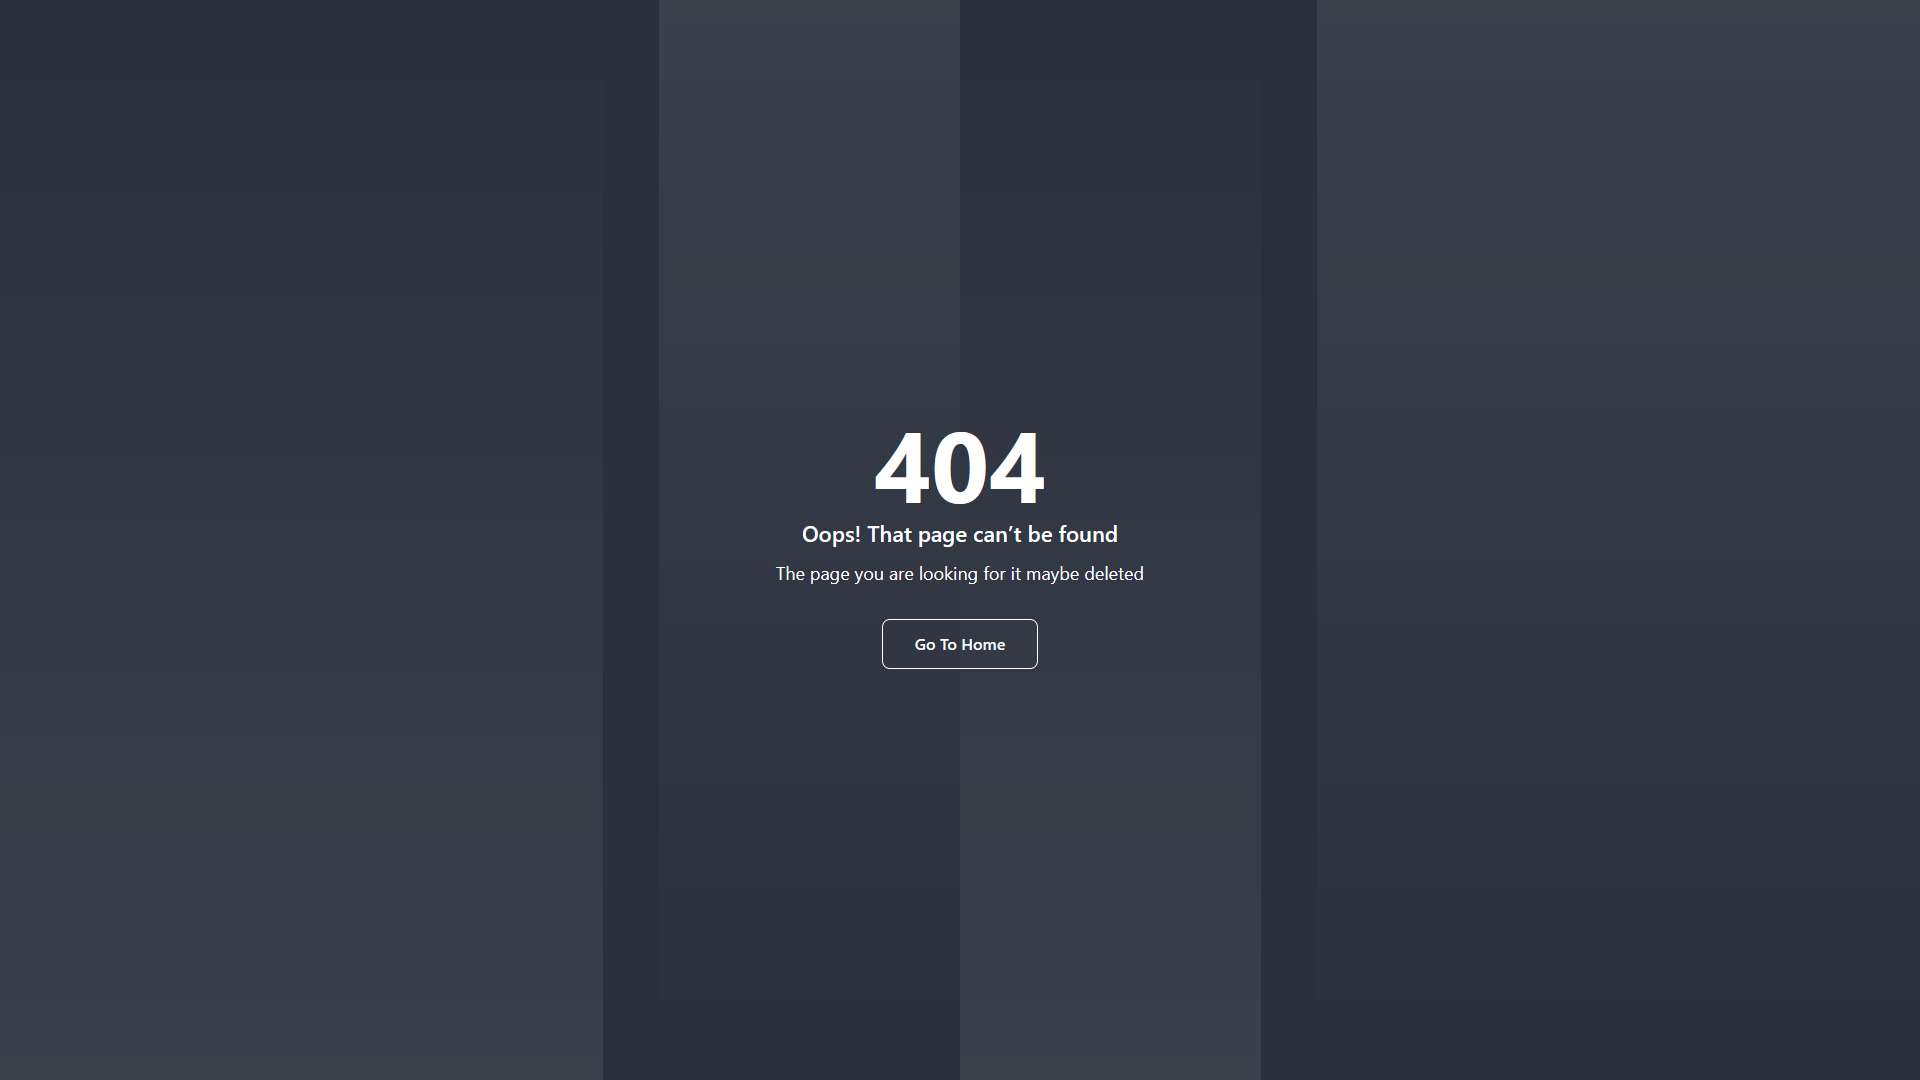 404
Oops! That page can’t be found
The page you are looking for it maybe deleted
Go To Home